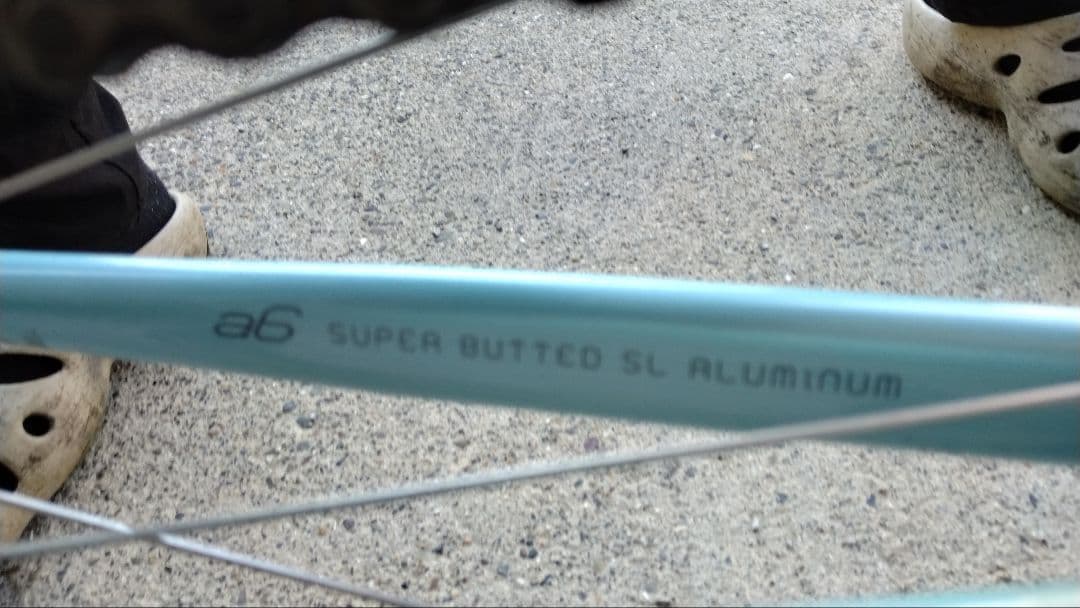 a6 SUPER BUTTED SL ALUMINUM